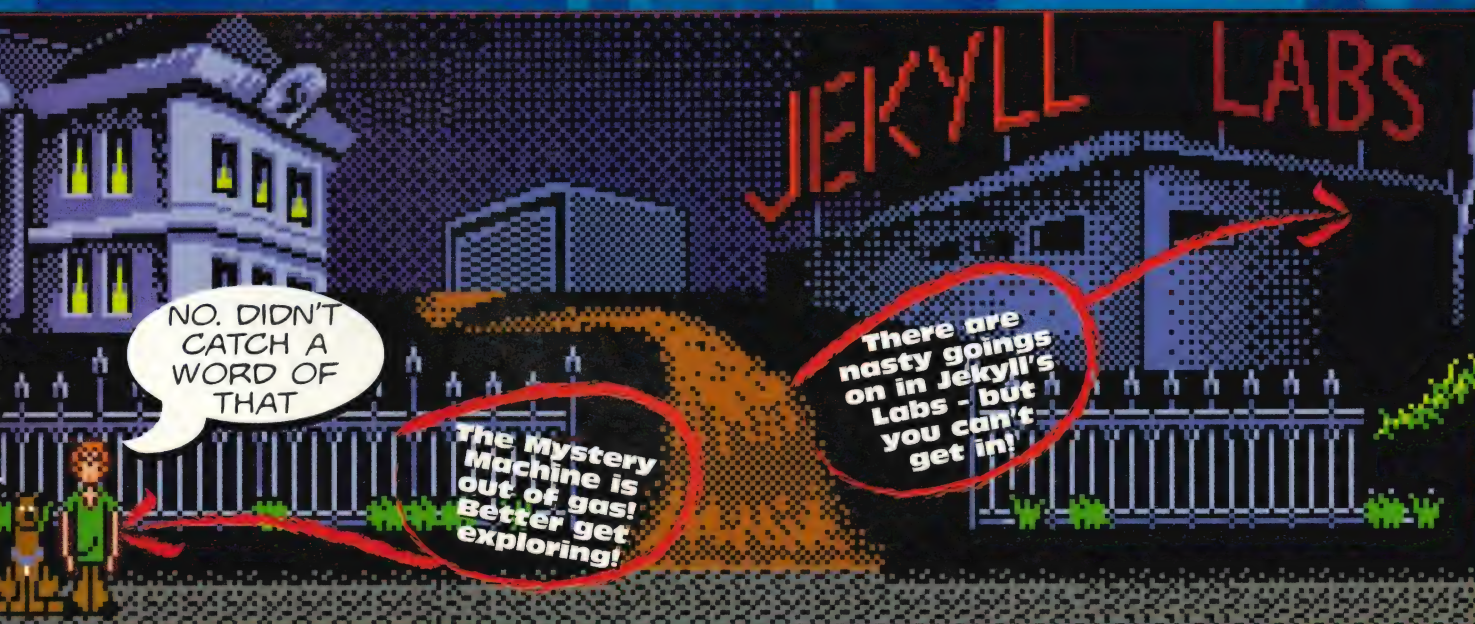 JEKYLL LABS
NO. DIDN'T
CATCH A
WORD OF
THAT
The Mystery
Machine is
out of gas!
Better get
exploring!
There are
nasty goings
on in Jekyll's
Labs - but
you can't
get in!